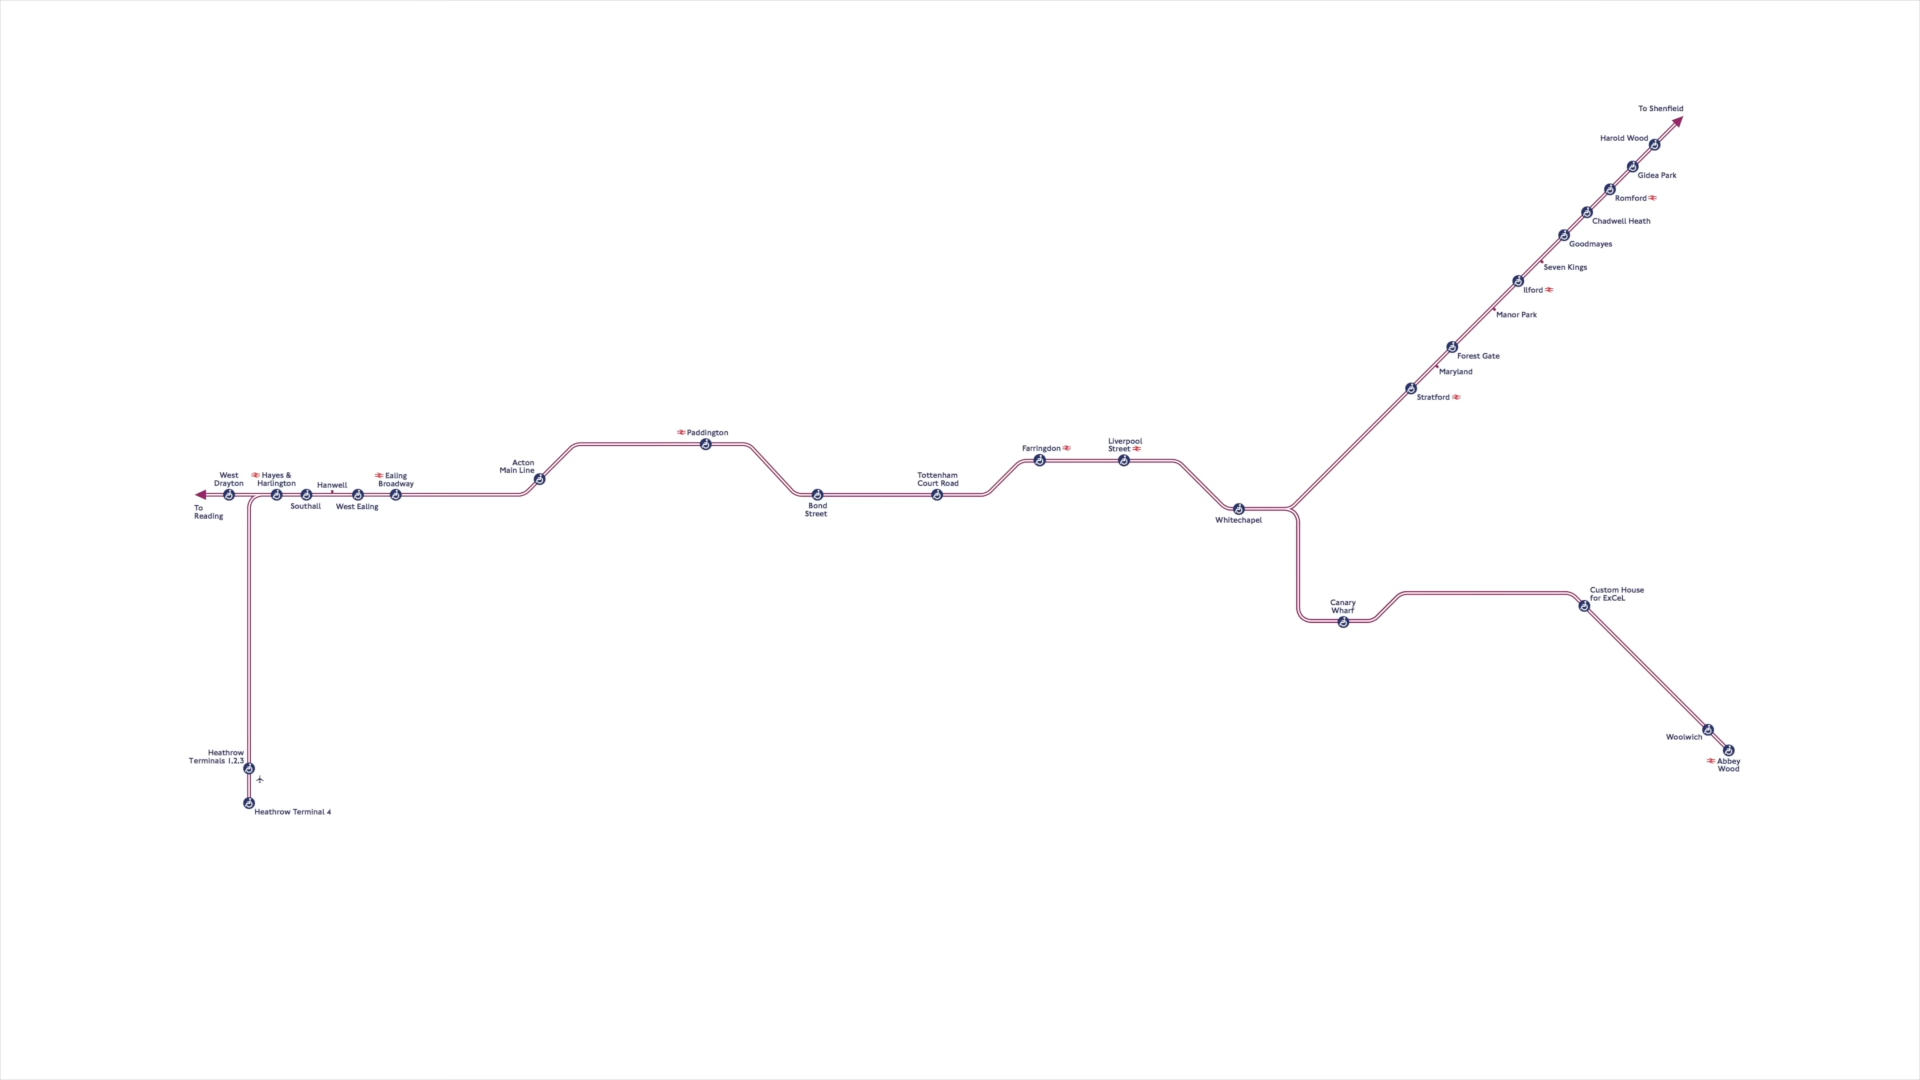 To Shenfield
Harold Wood
Gidea Park
Romford
Chadwell Heath
Goodmayes
Seven Kings
Ilford
Manor Park
Forest Gate
Maryland
Stratford
Paddington
Liverpool
Street
Farringdon
Acton
Main Line
West
Drayton
Hayes &
Harlington
Ealing
Broadway
Tottenham
Court Road
Hanwell
Southall
West Ealing
To
Reading
Bond
Street
Whitechapel
Custom House
for ExCeL
Canary
Wharf
Woolwich
Abbey
Wood
Heathrow
Terminals 1,2,3
Heathrow Terminal 4